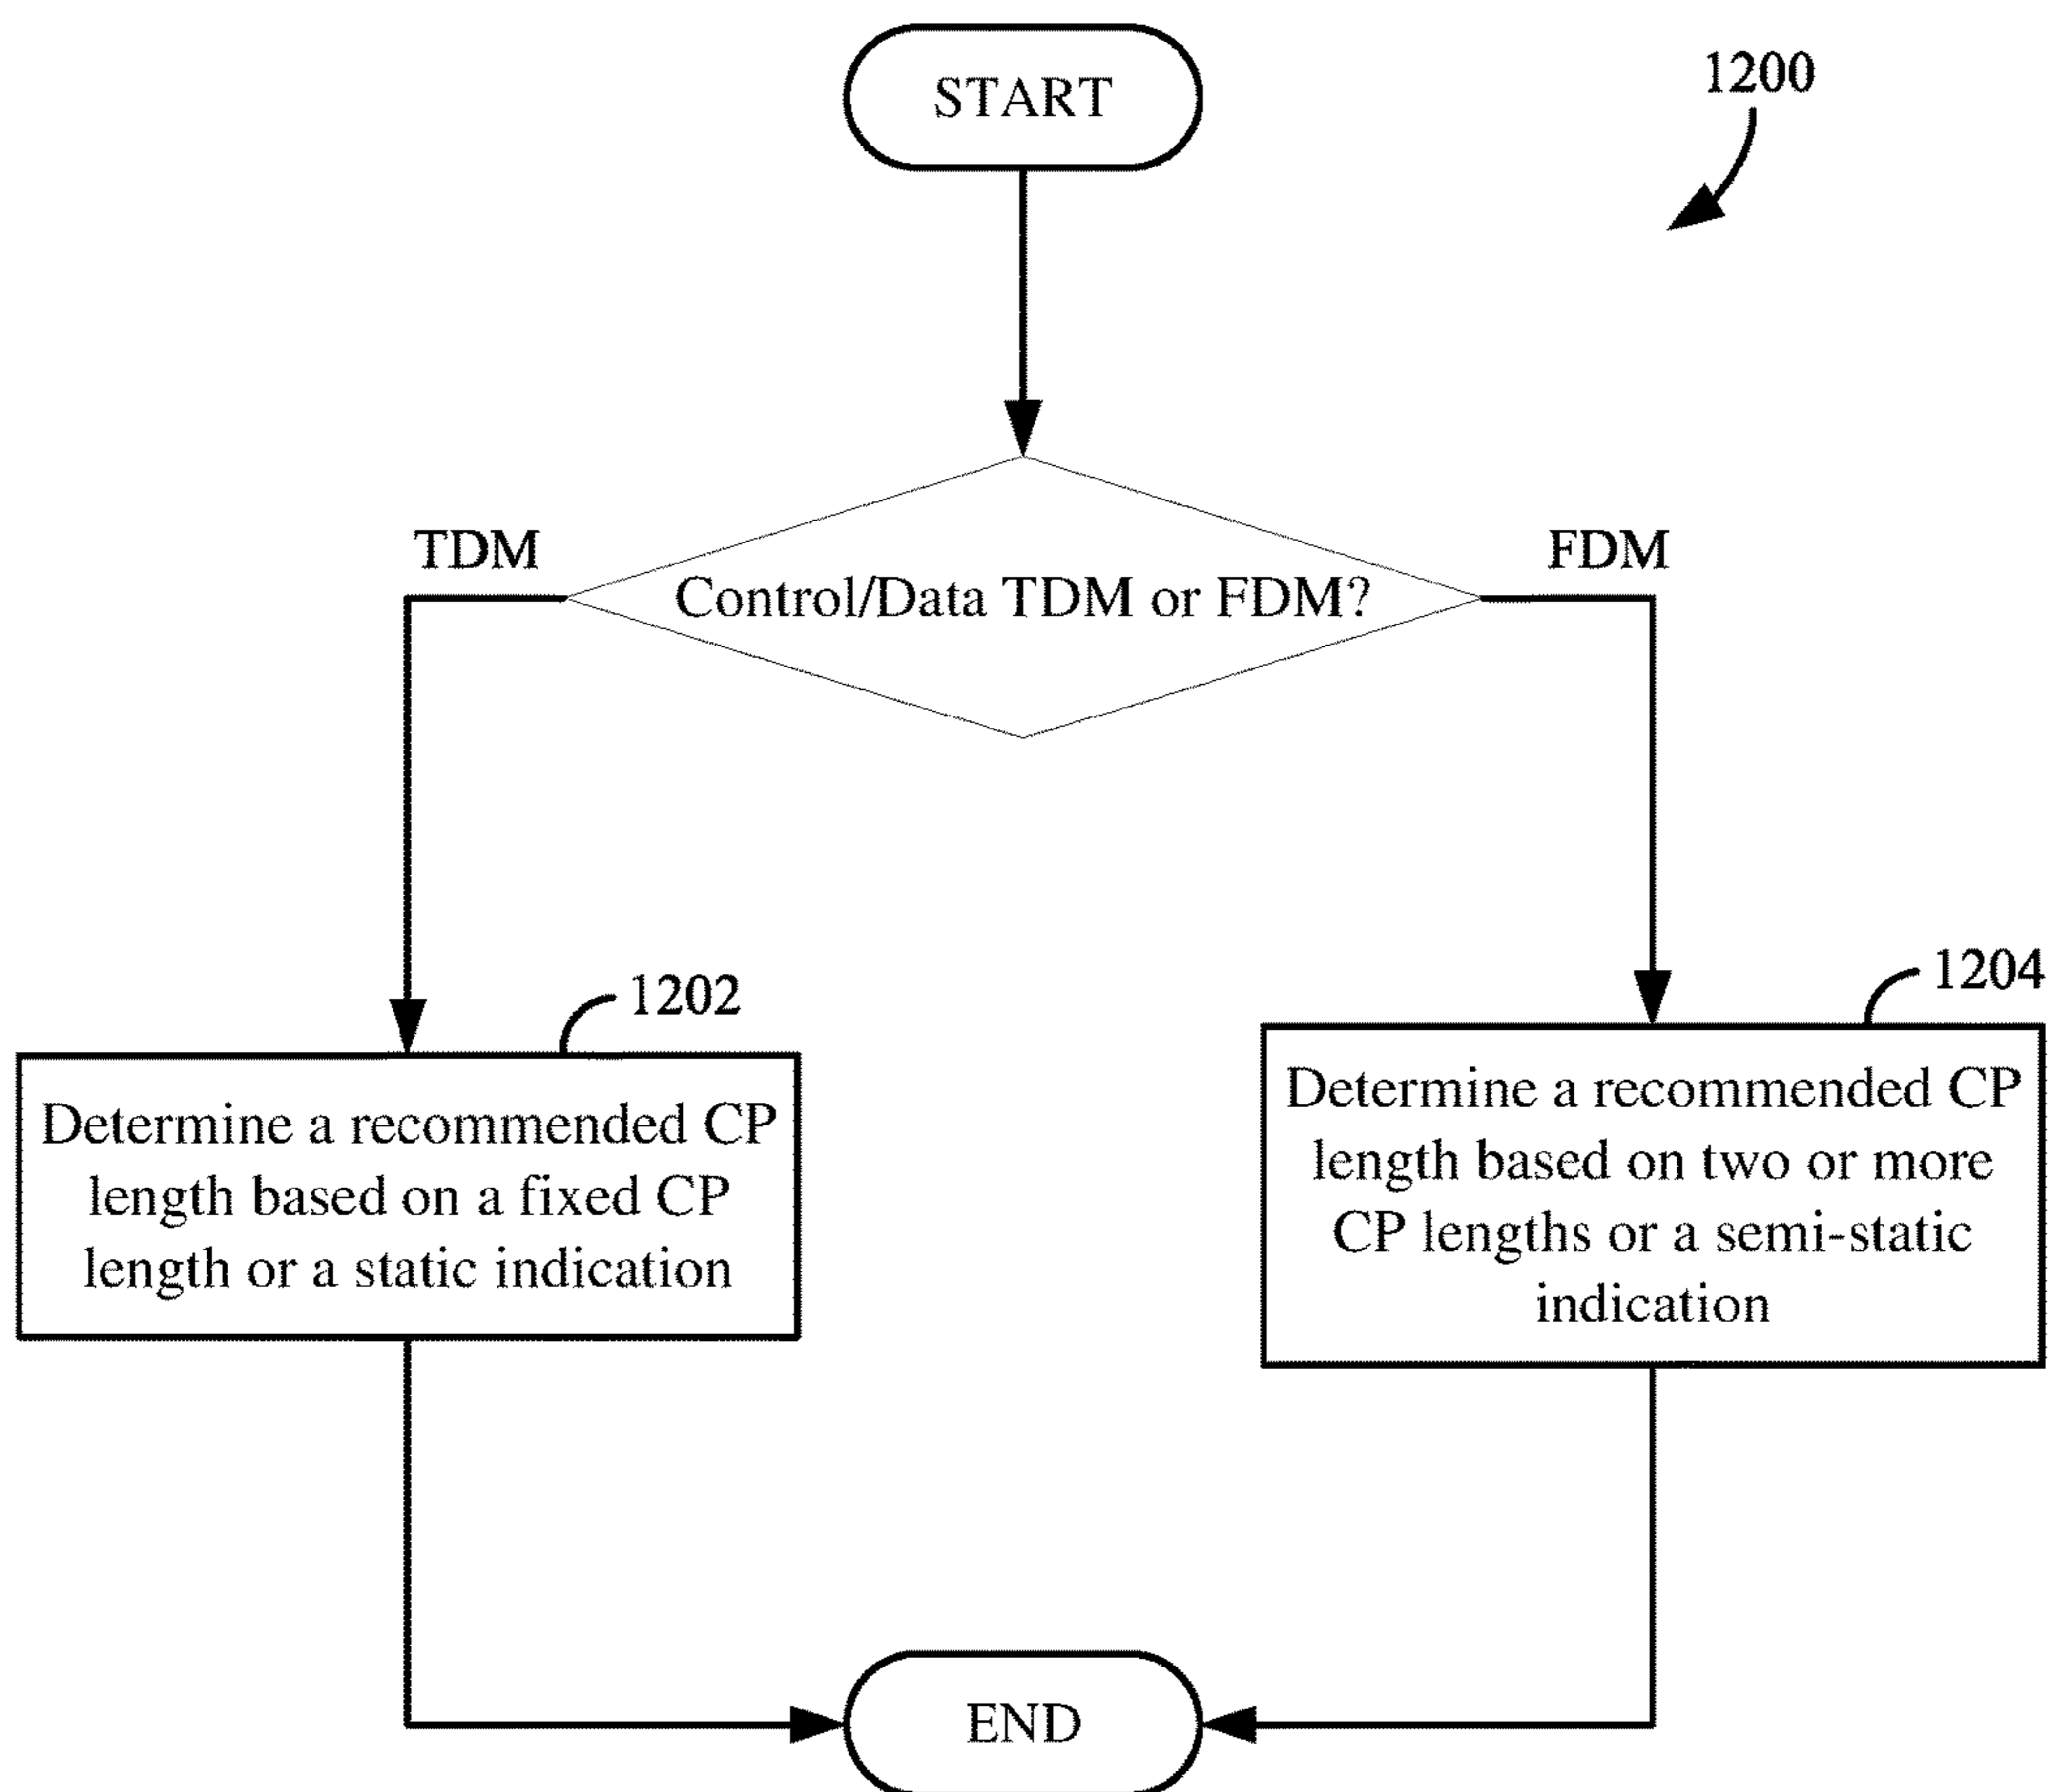 START
1200
TDM
FDM
Control/Data TDM or FDM?
1202
1204
Determine a recommended CP
length based on a fixed CP
length or a static indication
Determine a recommended CP
length based on two or more
CP lengths or a semi-static
indication
END